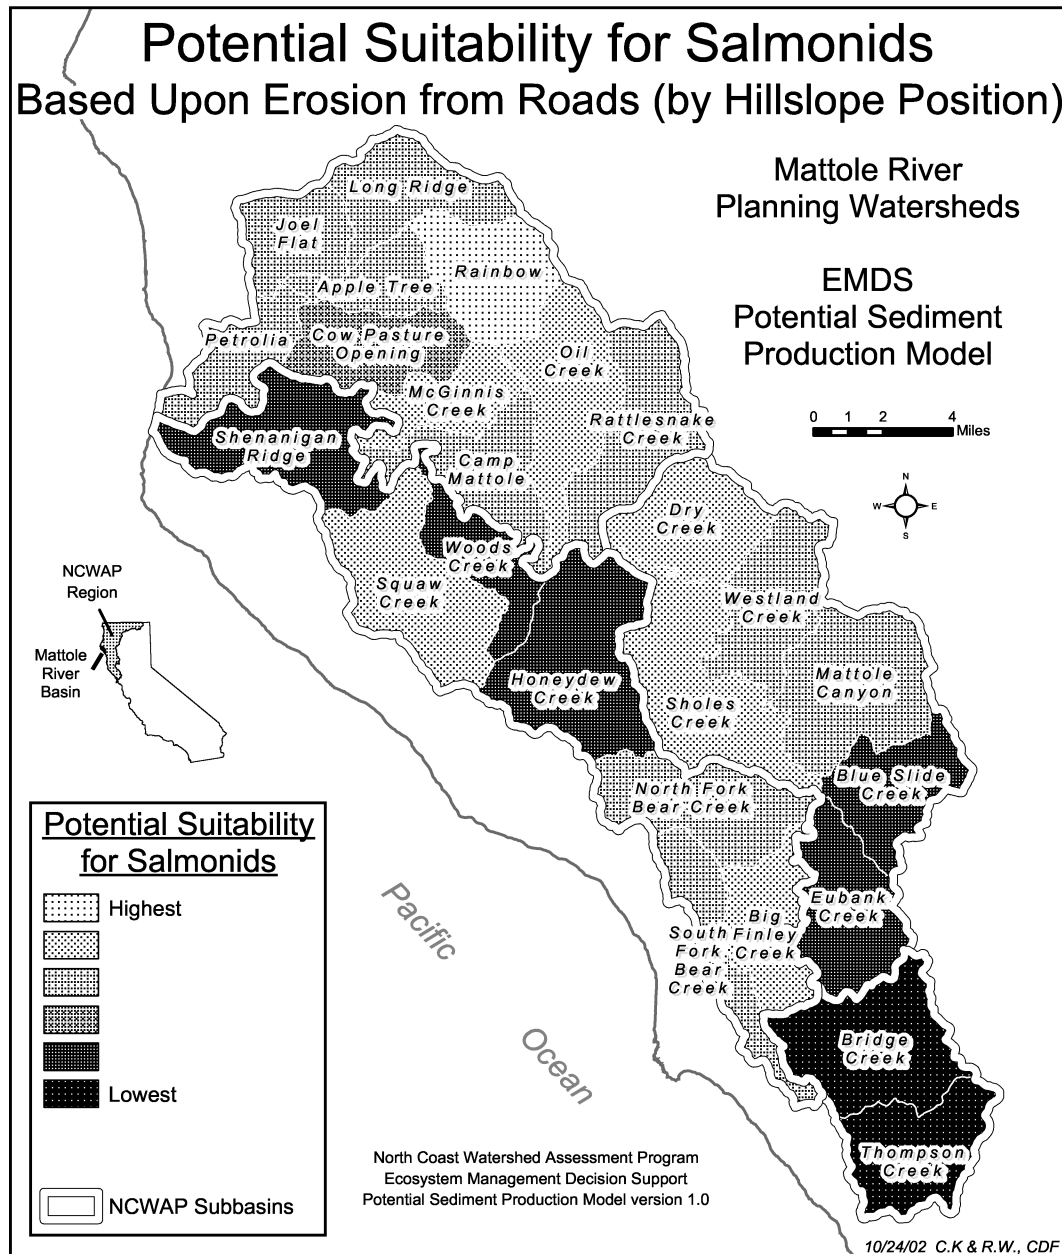 Potential Suitability for Salmonids
Based Upon Erosion from Roads (by Hillslope Position)
Mattole River
Planning Watersheds
EMDS
Potential Sediment
Production Model
0 1 2 4
Miles
N
W E
S
Long Ridge
Joel
Flat
Rainbow
Apple Tree
Petrolia
Cow Pasture
Opening
Oil
Creek
McGinnis
Creek
Rattlesnake
Creek
Shenanigan
Ridge
Camp
Mattole
Dry
Creek
Woods
Creek
Squaw
Creek
Westland
Creek
Honeydew
Creek
Mattole
Canyon
Sholes
Creek
Blue Slide
Creek
North Fork
Bear Creek
Eubank
Creek
Big
Finley
Creek
South
Fork
Bear
Creek
Bridge
Creek
Thompson
Creek
NCWAP
Region
Mattole
River
Basin
Pacific
Ocean
Potential Suitability
for Salmonids
Highest
Lowest
NCWAP Subbasins
North Coast Watershed Assessment Program
Ecosystem Management Decision Support
Potential Sediment Production Model version 1.0
10/24/02 C.K & R.W., CDF